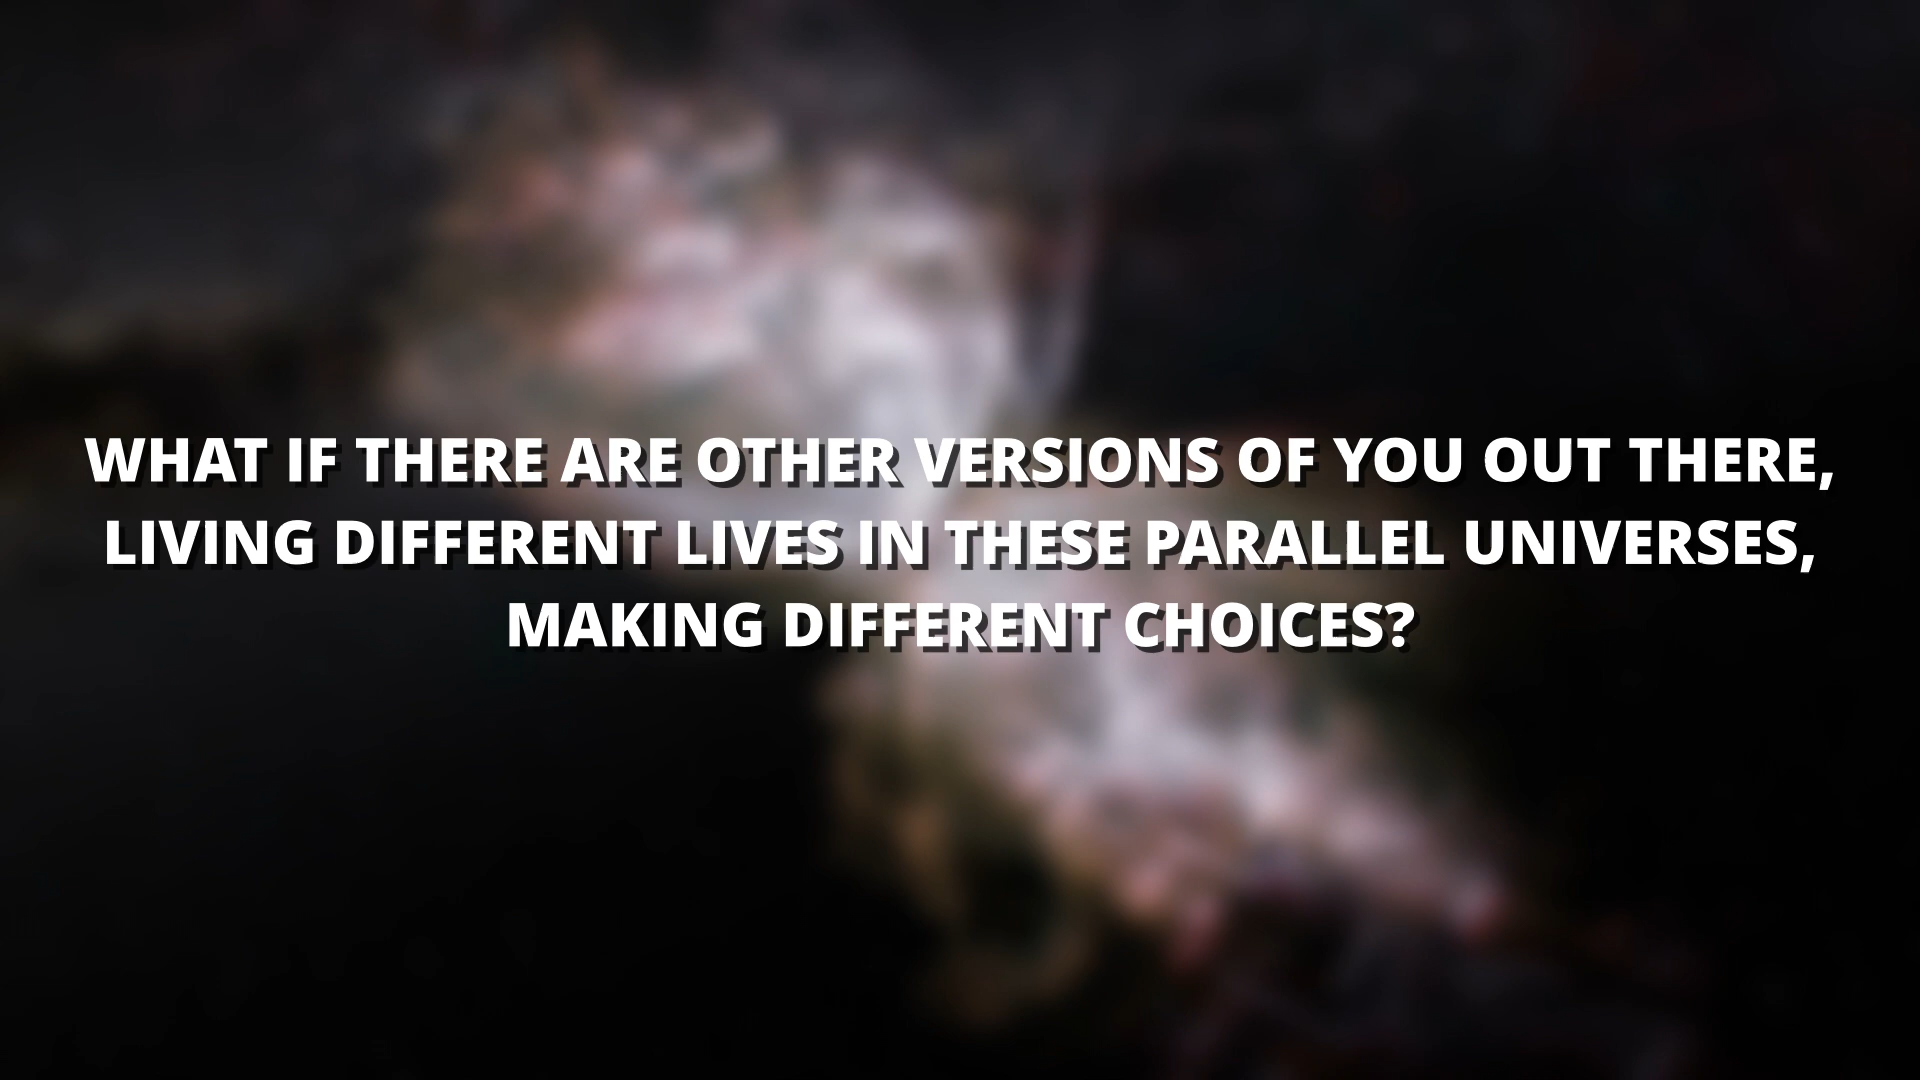 WHAT IF THERE ARE OTHER VERSIONS OF YOU OUT THERE,
LIVING DIFFERENT LIVES IN THESE PARALLEL UNIVERSES,
MAKING DIFFERENT CHOICES?